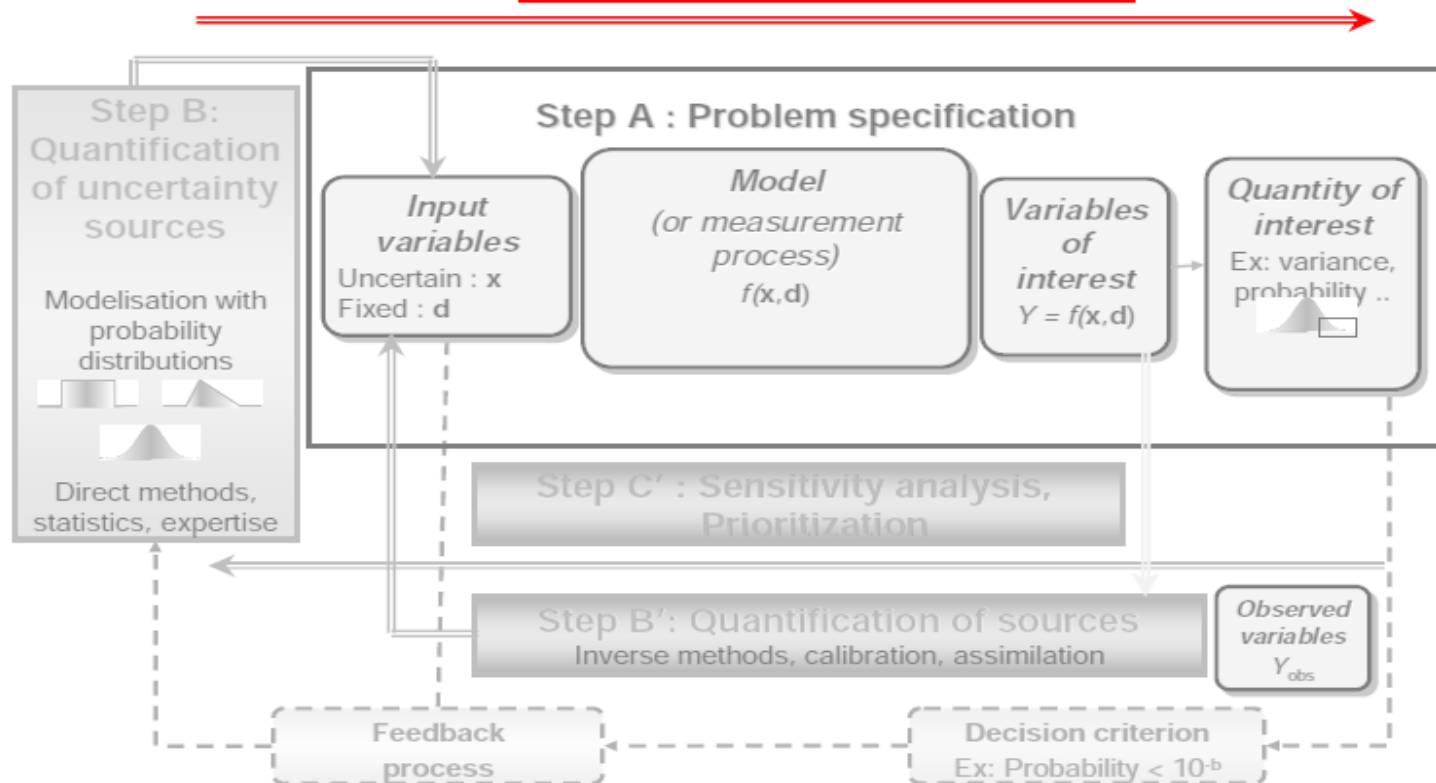 Step B:
Quantification
of uncertainty
sources
Modelisation with
probability
distributions
Direct methods,
statistics, expertise
Step A : Problem specification
Input
variables
Uncertain : x
Fixed : d
Model
(or measurement
process)
f(x,d)
Variables
of
interest
Y = f(x,d)
Quantity of
interest
Ex: variance,
probability ..
Step C’ : Sensitivity analysis,
Prioritization
Step B’: Quantification of sources
Inverse methods, calibration, assimilation
Observed
variables
Yobs
Feedback
process
Decision criterion
Ex: Probability < 10-b